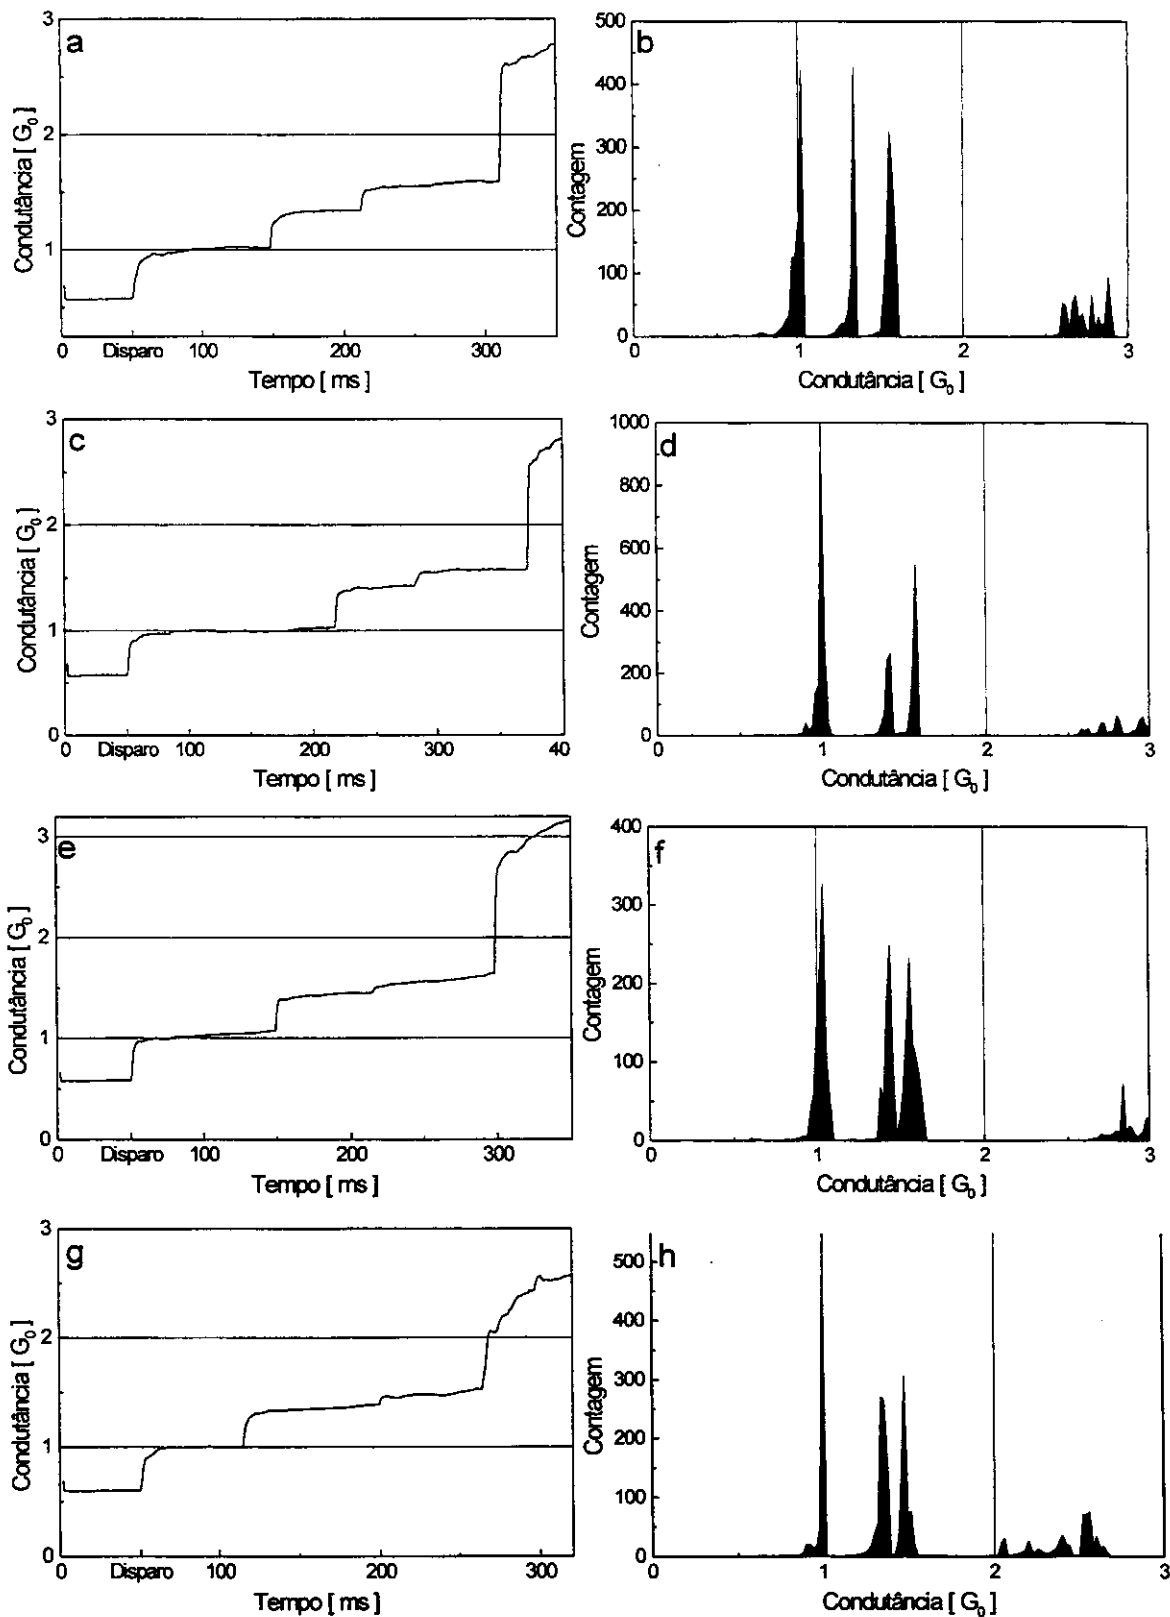 a
3
2
1
Condutância [ G₀ ]
0 Disparo 100 200 300
Tempo [ ms ]
b
500
400
300
200
100
0
Contagem
0 1 2 3
Condutância [ G₀ ]
c
3
2
1
0
Condutância [ G₀ ]
0 Disparo 100 200 300 40
Tempo [ ms ]
d
1000
800
600
400
200
0
Contagem
0 1 2 3
Condutância [ G₀ ]
e
3
2
1
0
Condutância [ G₀ ]
0 Disparo 100 200 300
Tempo [ ms ]
f
400
300
200
100
0
Contagem
0 1 2 3
Condutância [ G₀ ]
g
3
2
1
0
Condutância [ G₀ ]
0 Disparo 100 200 300
Tempo [ ms ]
h
500
400
300
200
100
0
Contagem
0 1 2 3
Condutância [ G₀ ]